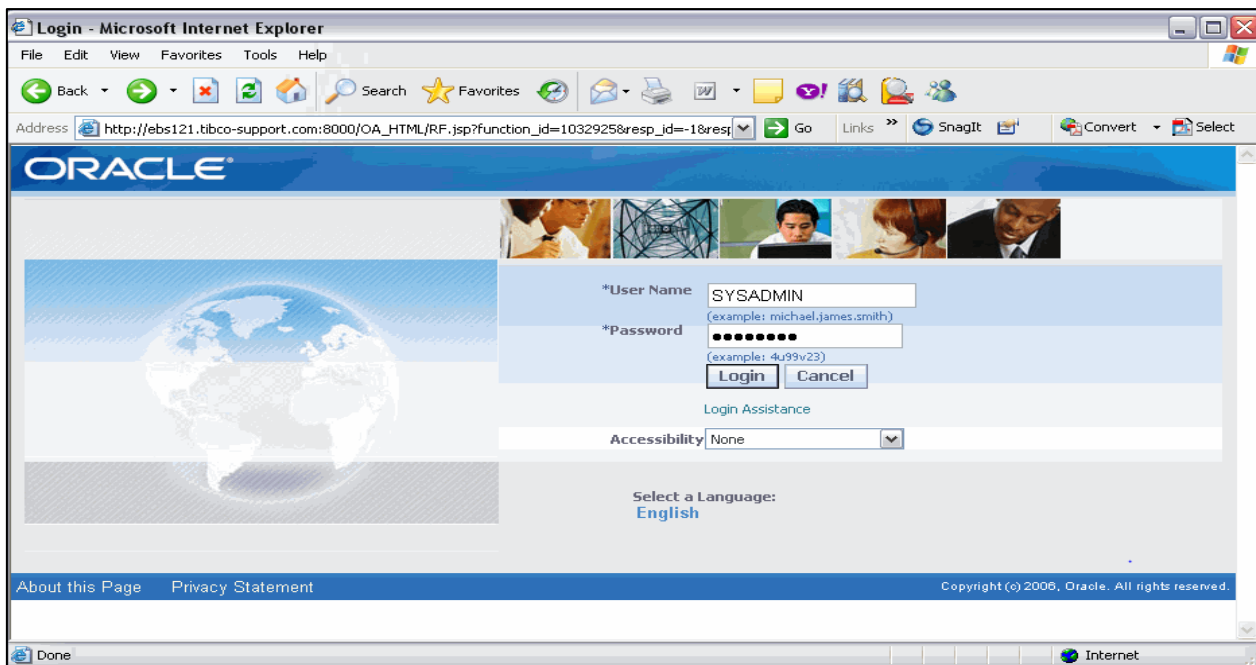 Login - Microsoft Internet Explorer
File Edit View Favorites Tools Help
Back Search Favorites
Address http://ebs121.tibco-support.com:8000/OA_HTML/RF.jsp?function_id=1032925&resp_id=-1&resp Go Links » SnagIt Convert Select
ORACLE
*User Name SYSADMIN
(example: michael.james.smith)
*Password ●●●●●●●●
(example: 4u99v23)
Login Cancel
Login Assistance
Accessibility None
Select a Language:
English
About this Page Privacy Statement Copyright (c) 2006, Oracle. All rights reserved.
Done Internet